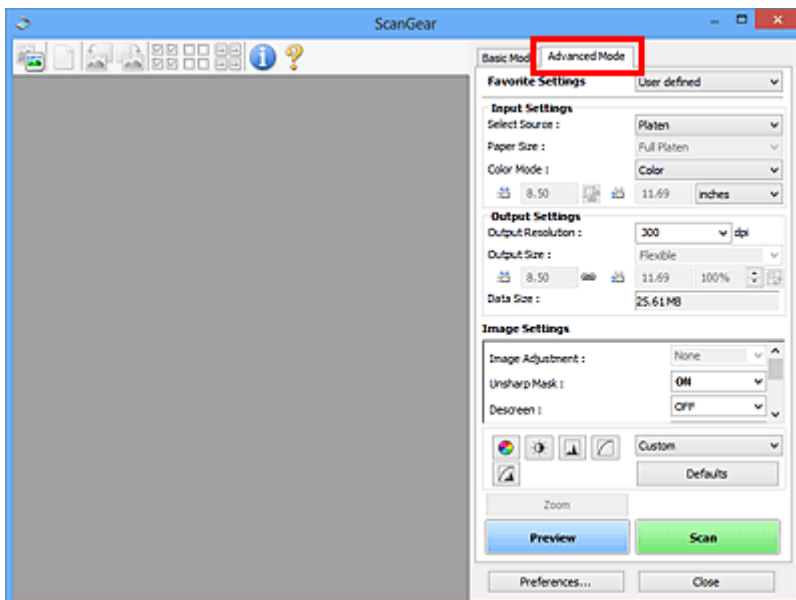 ScanGear
Basic Mod Advanced Mode
Favorite Settings User defined
Input Settings
Select Source : Platen
Paper Size : Full Platen
Color Mode : Color
8.50 11.69 inches
Output Settings
Output Resolution : 300 dpi
Output Size : Flexible
8.50 11.69 100%
Data Size : 25.61MB
Image Settings
Image Adjustment : None
Unsharp Mask : ON
Descreen : OFF
Custom
Defaults
Zoom
Preview Scan
Preferences... Close